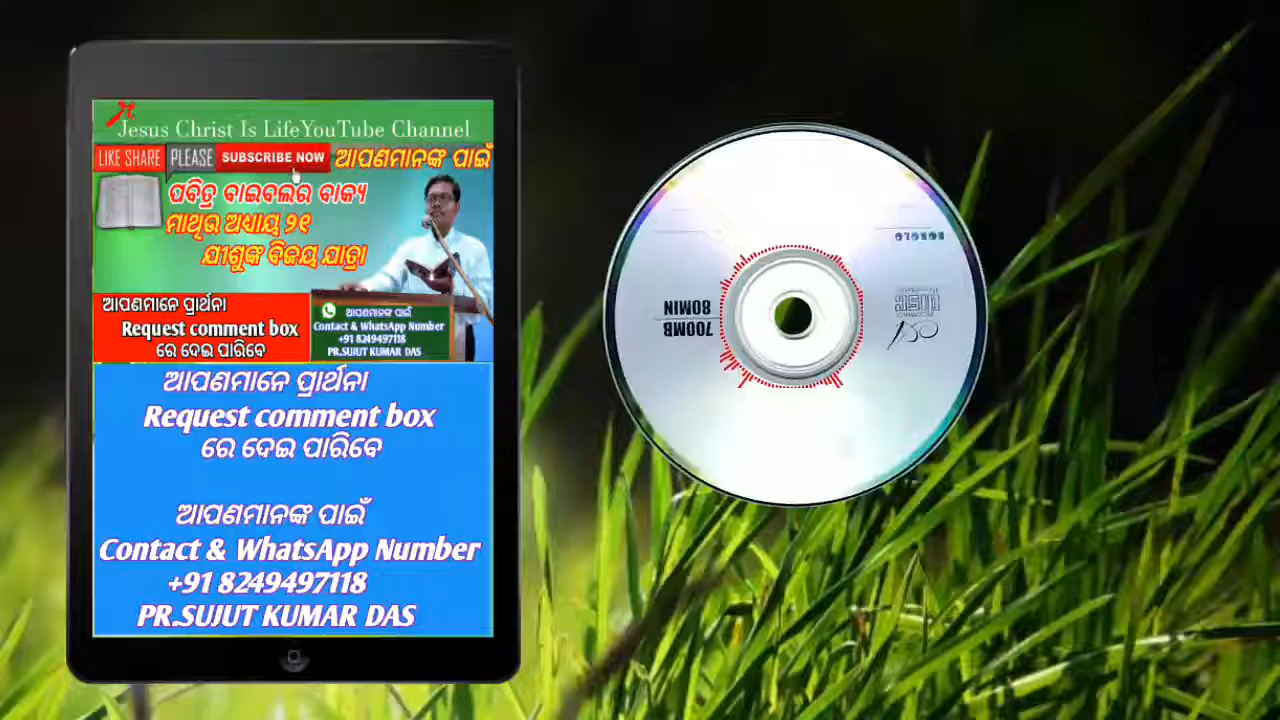 Jesus Christ Is LifeYouTube Channel
LIKE SHARE PLEASE SUBSCRIBE NOW ଆପଣମାନଙ୍କ ପାଇଁ
ପବିତ୍ର ବାଇବଲର ବାକ୍ୟ
ମାଥିଉ ଅଧ୍ୟାୟ ୨୧
ଯୀଶୁଙ୍କ ବିଜୟ ଯାତ୍ରା
ଆପଣମାନେ ପ୍ରାର୍ଥନା
Request comment box
ରେ ଦେଇ ପାରିବେ
ଆପଣମାନଙ୍କ ପାଇଁ
Contact & WhatsApp Number
+91 8249497118
PR.SUJUT KUMAR DAS
ଆପଣମାନେ ପ୍ରାର୍ଥନା
Request comment box
ରେ ଦେଇ ପାରିବେ
ଆପଣମାନଙ୍କ ପାଇଁ
Contact & WhatsApp Number
+91 8249497118
PR.SUJUT KUMAR DAS
700MB
80MIN
disc